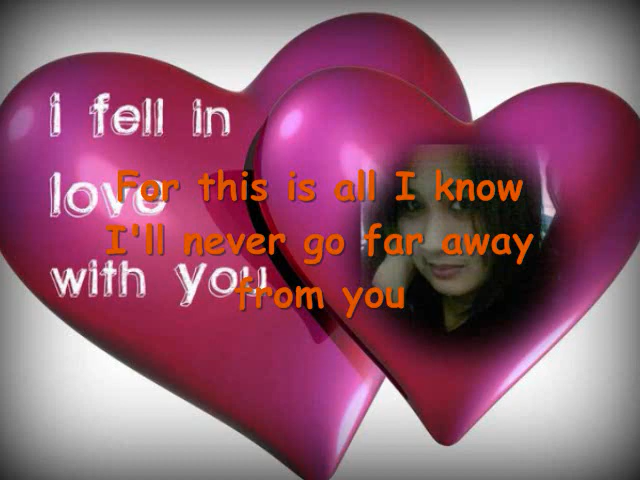 I fell in
love
with you
For this is all I know
I'll never go far away
from you